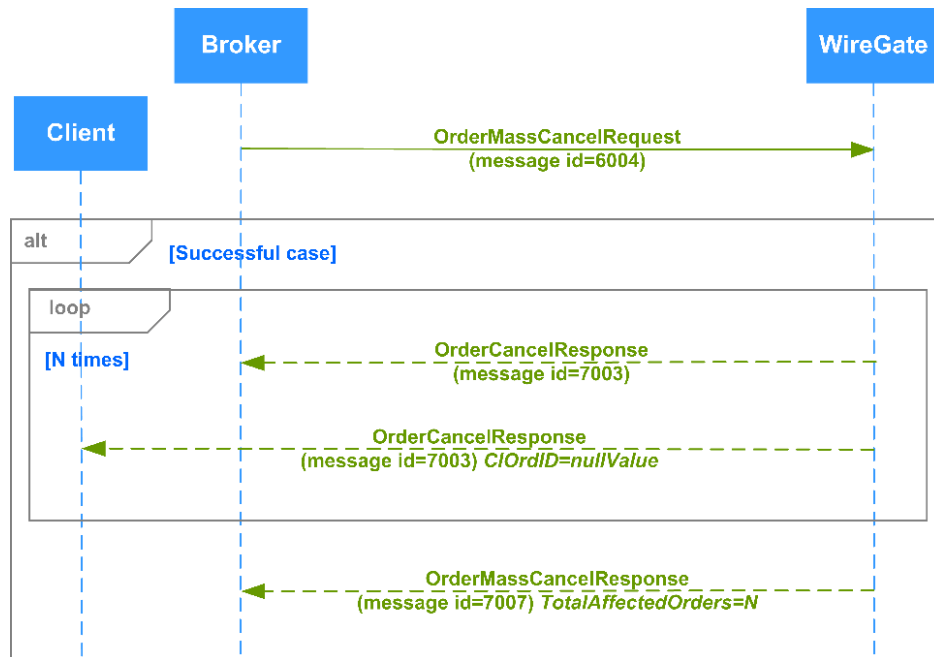 Broker
WireGate
Client
OrderMassCancelRequest
(message id=6004)
alt
[Successful case]
loop
[N times]
OrderCancelResponse
(message id=7003)
OrderCancelResponse
(message id=7003) ClOrdID=nullValue
OrderMassCancelResponse
(message id=7007) TotalAffectedOrders=N